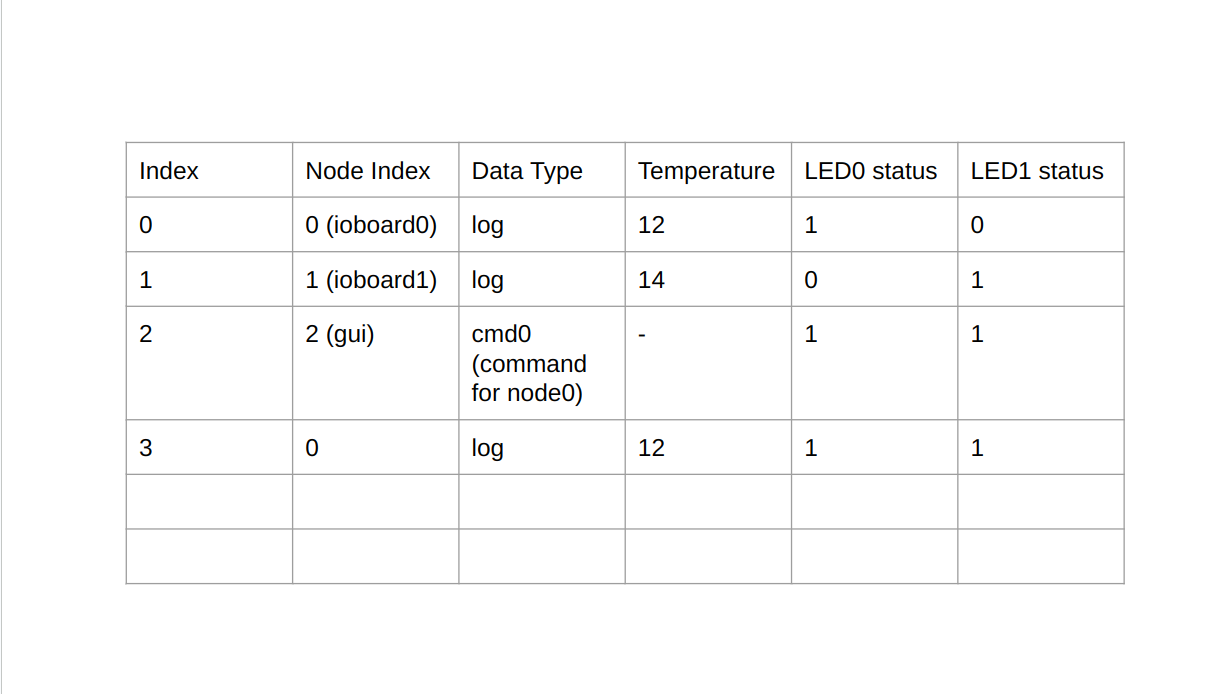 Index Node Index Data Type Temperature LED0 status LED1 status
0 0 (ioboard0) log 12 1 0
1 1 (ioboard1) log 14 0 1
2 2 (gui) cmd0 - 1 1
(command
for node0)
3 0 log 12 1 1